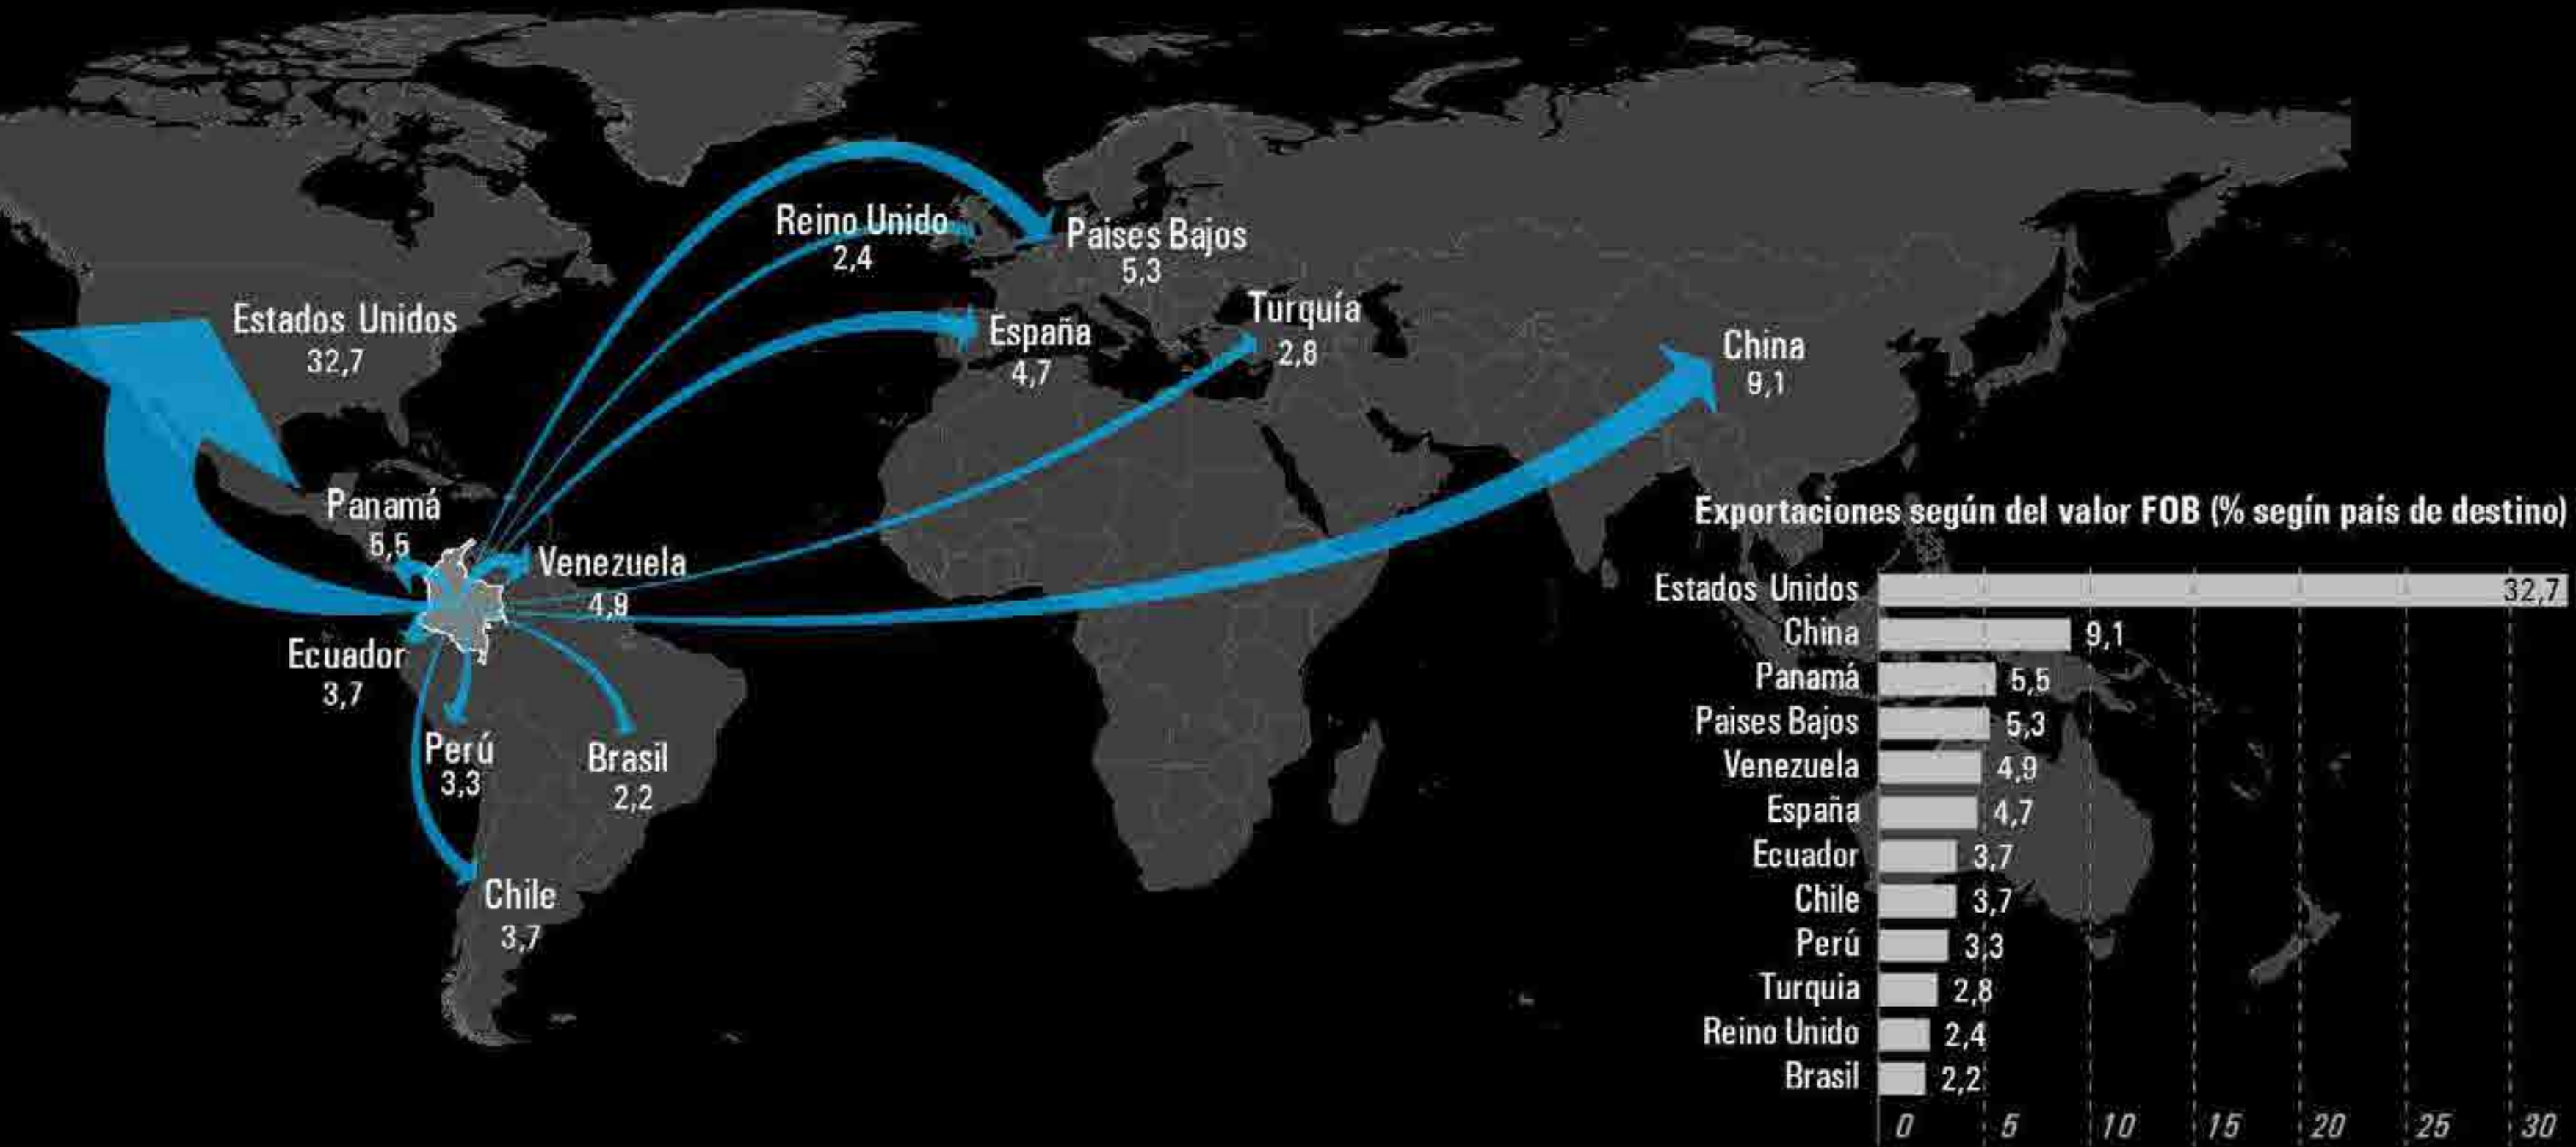 Reino Unido
2,4
Paises Bajos
5,3
Estados Unidos
32,7
España
4,7
Turquía
2,8
China
9,1
Panamá
5,5
Venezuela
4,9
Ecuador
3,7
Perú
3,3
Brasil
2,2
Chile
3,7
Exportaciones según del valor FOB (% segín país de destino)
Estados Unidos 32,7
China 9,1
Panamá 5,5
Paises Bajos 5,3
Venezuela 4,9
España 4,7
Ecuador 3,7
Chile 3,7
Perú 3,3
Turquia 2,8
Reino Unido 2,4
Brasil 2,2
0 5 10 15 20 25 30